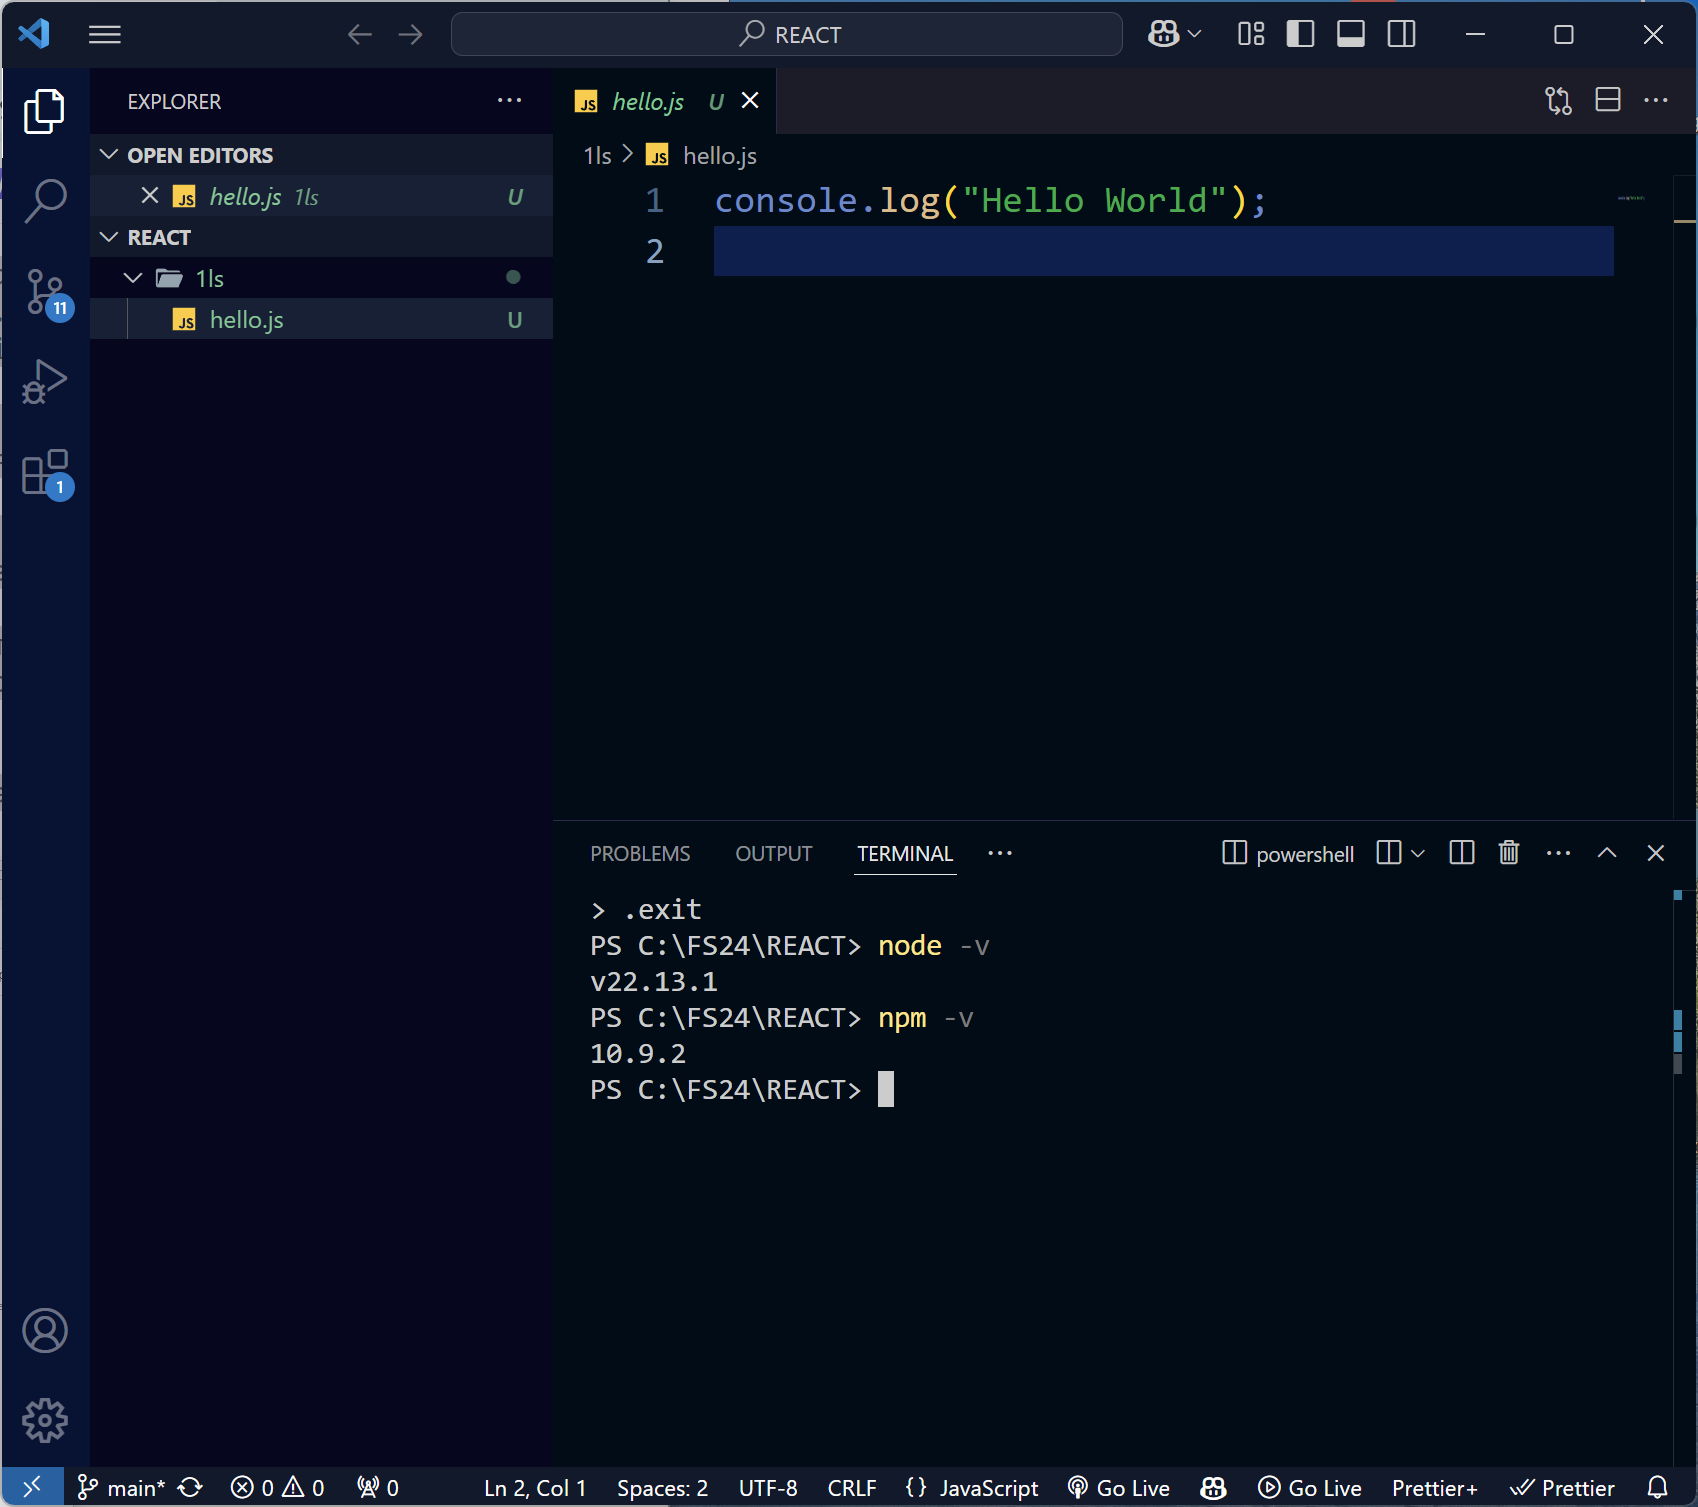 REACT
EXPLORER
OPEN EDITORS
JS hello.js 1ls U
REACT
1ls
JS hello.js U
11
1
JS hello.js U
1ls > JS hello.js
1 console.log("Hello World");
2
PROBLEMS OUTPUT TERMINAL powershell
> .exit
PS C:\FS24\REACT> node -v
v22.13.1
PS C:\FS24\REACT> npm -v
10.9.2
PS C:\FS24\REACT>
main* 0 0 0 Ln 2, Col 1 Spaces: 2 UTF-8 CRLF {} JavaScript Go Live Go Live Prettier+ Prettier